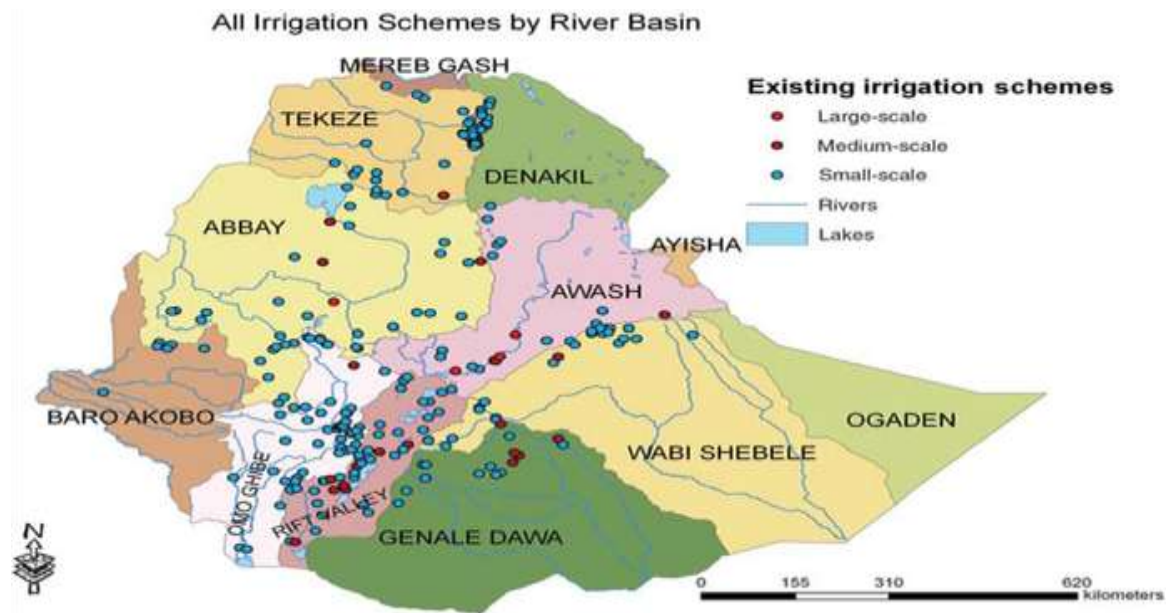 All Irrigation Schemes by River Basin
MEREB GASH
TEKEZE
DENAKIL
ABBAY
AYISHA
AWASH
BARO AKOBO
OGADEN
WABI SHEBELE
OMO GHIBE
RIFT VALLEY
GENALE DAWA
Existing irrigation schemes
Large-scale
Medium-scale
Small-scale
Rivers
Lakes
N
0 155 310 620
kilometers